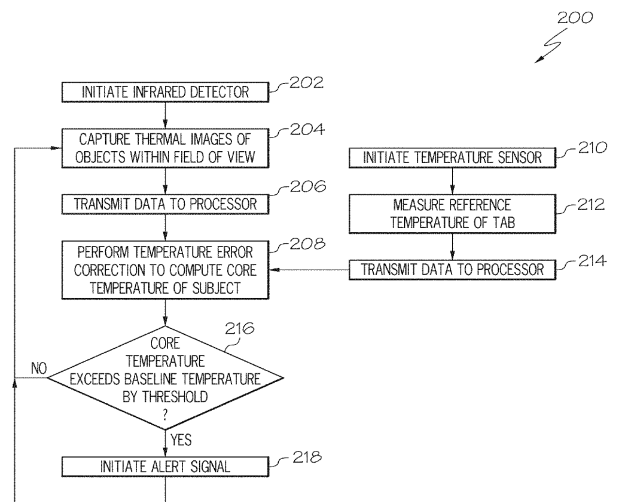 200
INITIATE INFRARED DETECTOR
202
CAPTURE THERMAL IMAGES OF
OBJECTS WITHIN FIELD OF VIEW
204
TRANSMIT DATA TO PROCESSOR
206
PERFORM TEMPERATURE ERROR
CORRECTION TO COMPUTE CORE
TEMPERATURE OF SUBJECT
208
INITIATE TEMPERATURE SENSOR
210
MEASURE REFERENCE
TEMPERATURE OF TAB
212
TRANSMIT DATA TO PROCESSOR
214
CORE
TEMPERATURE
EXCEEDS BASELINE TEMPERATURE
BY THRESHOLD
?
216
NO
YES
INITIATE ALERT SIGNAL
218